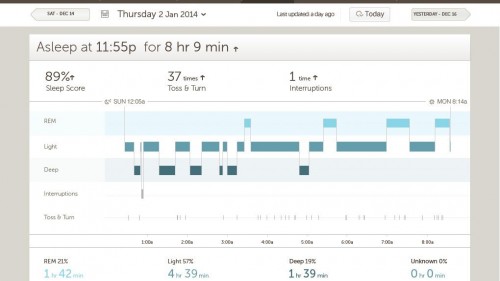 SAT - DEC 14
Thursday 2 Jan 2014
Last updated: a day ago
Today
YESTERDAY - DEC 16
Asleep at 11:55p for 8 hr 9 min
89%
Sleep Score
37 times
Toss & Turn
1 time
Interruptions
SUN 12:05a
MON 8:14a
REM
Light
Deep
Interruptions
Toss & Turn
1:00a 2:00a 3:00a 4:00a 5:00a 6:00a 7:00a 8:00a
REM 21% Light 57% Deep 19% Unknown 0%
1 hr 42 min 4 hr 39 min 1 hr 39 min 0 hr 0 min